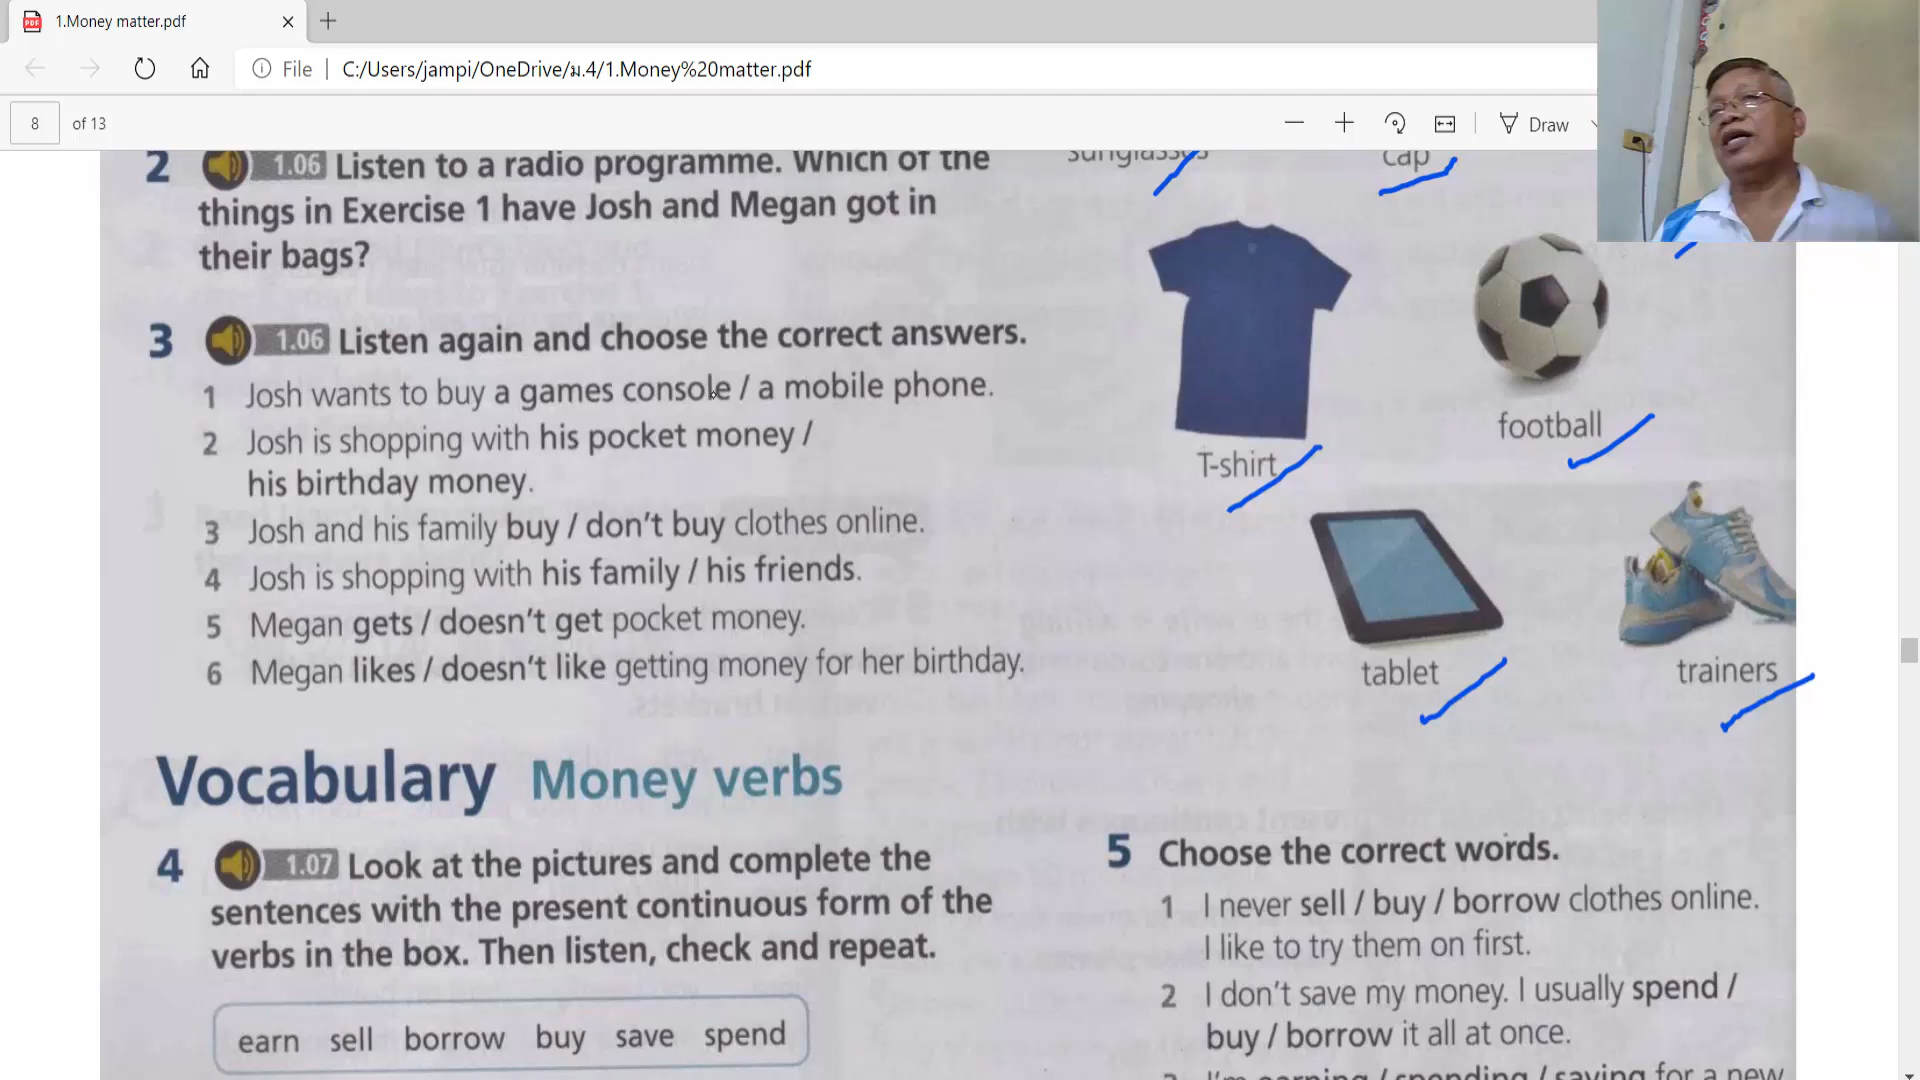 1.Money matter.pdf
File
C:/Users/jampi/OneDrive/ม.4/1.Money%20matter.pdf
8 of 13
Draw
2 1.06 Listen to a radio programme. Which of the
things in Exercise 1 have Josh and Megan got in
their bags?
3 1.06 Listen again and choose the correct answers.
1 Josh wants to buy a games console / a mobile phone.
2 Josh is shopping with his pocket money /
his birthday money.
3 Josh and his family buy / don't buy clothes online.
4 Josh is shopping with his family / his friends.
5 Megan gets / doesn't get pocket money.
6 Megan likes / doesn't like getting money for her birthday.
Vocabulary Money verbs
4 1.07 Look at the pictures and complete the
sentences with the present continuous form of the
verbs in the box. Then listen, check and repeat.
earn sell borrow buy save spend
sunglasses
cap
T-shirt
football
tablet
trainers
5 Choose the correct words.
1 I never sell / buy / borrow clothes online.
I like to try them on first.
2 I don't save my money. I usually spend /
buy / borrow it all at once.
I'm earning / spending / saving for a new